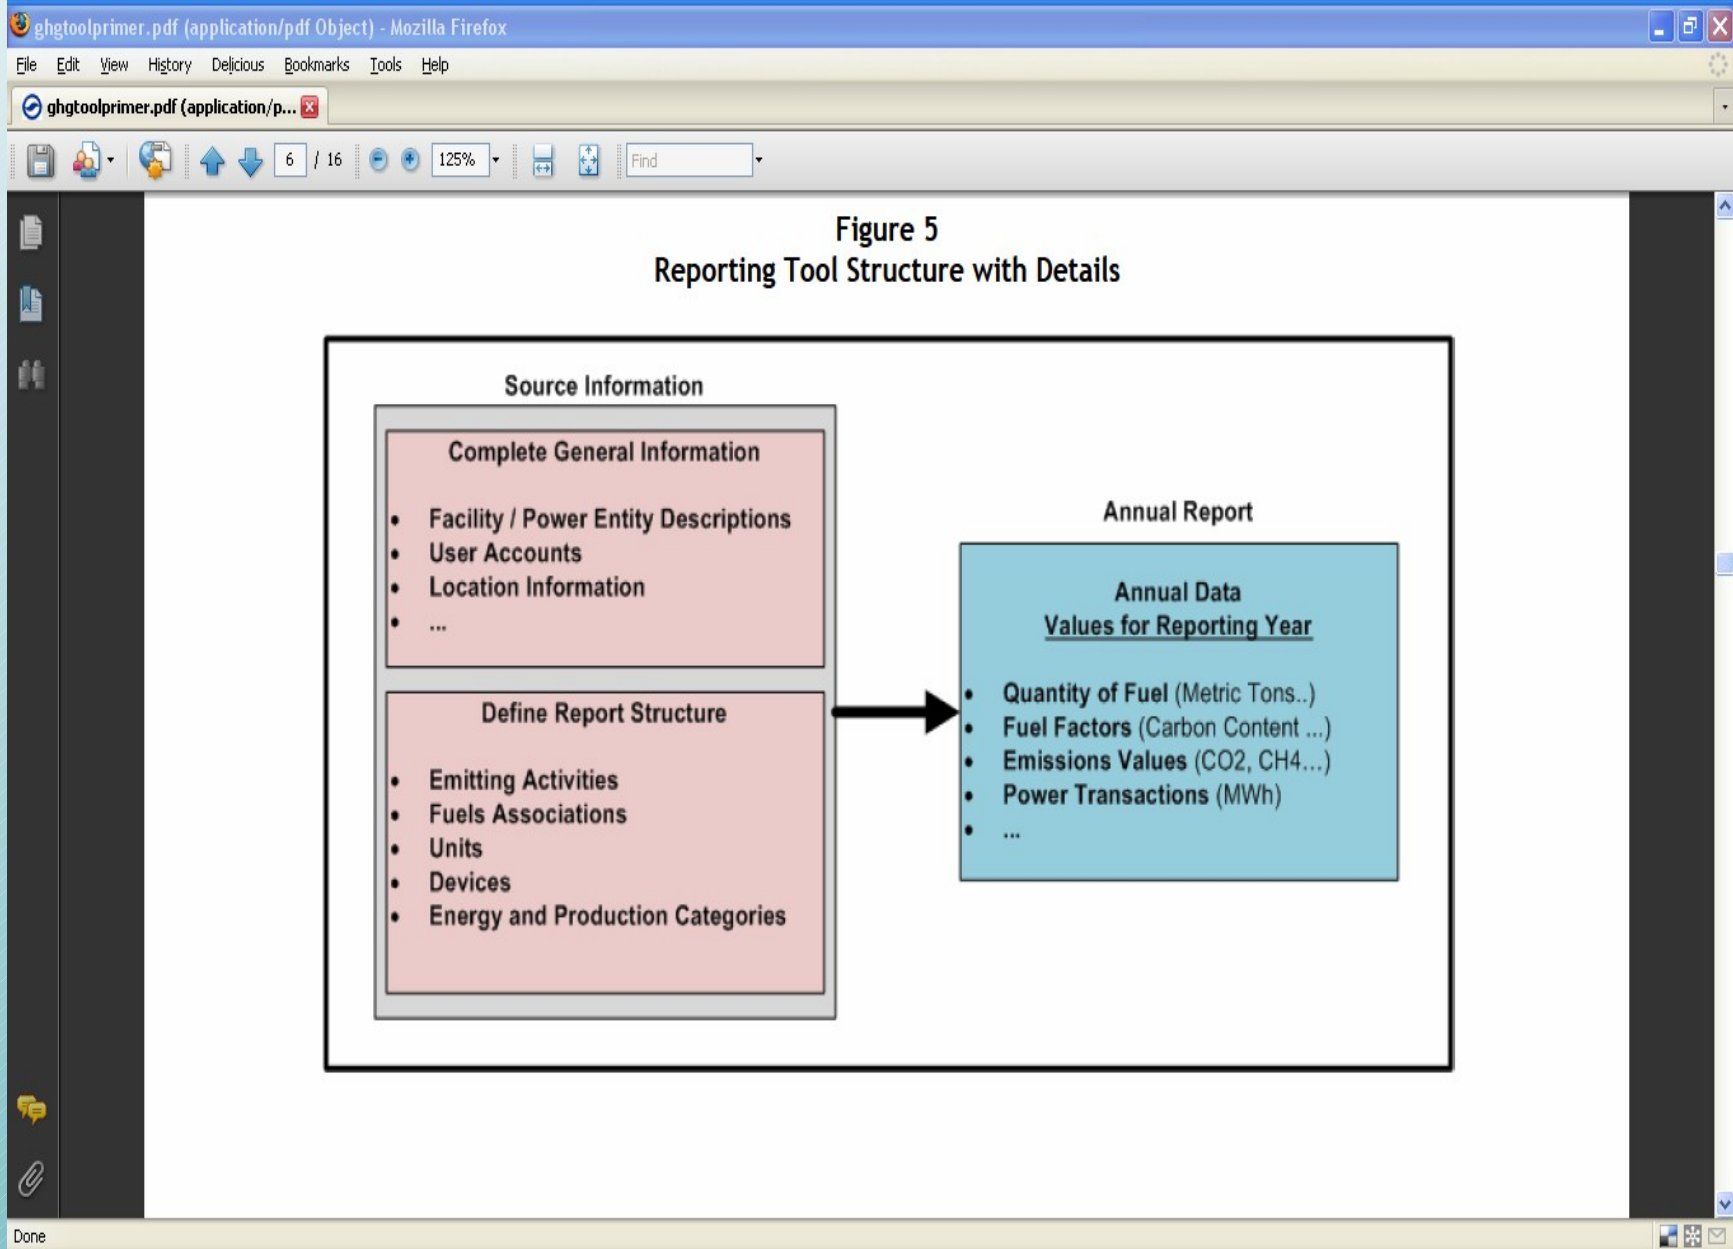 ghgtoolprimer.pdf (application/pdf Object) - Mozilla Firefox
File Edit View History Delicious Bookmarks Tools Help
ghgtoolprimer.pdf (application/p...
6 / 16 125% Find
Figure 5
Reporting Tool Structure with Details
Source Information
Complete General Information
• Facility / Power Entity Descriptions
• User Accounts
• Location Information
• ...
Define Report Structure
• Emitting Activities
• Fuels Associations
• Units
• Devices
• Energy and Production Categories
Annual Report
Annual Data
Values for Reporting Year
• Quantity of Fuel (Metric Tons..)
• Fuel Factors (Carbon Content ...)
• Emissions Values (CO2, CH4...)
• Power Transactions (MWh)
• ...
Done